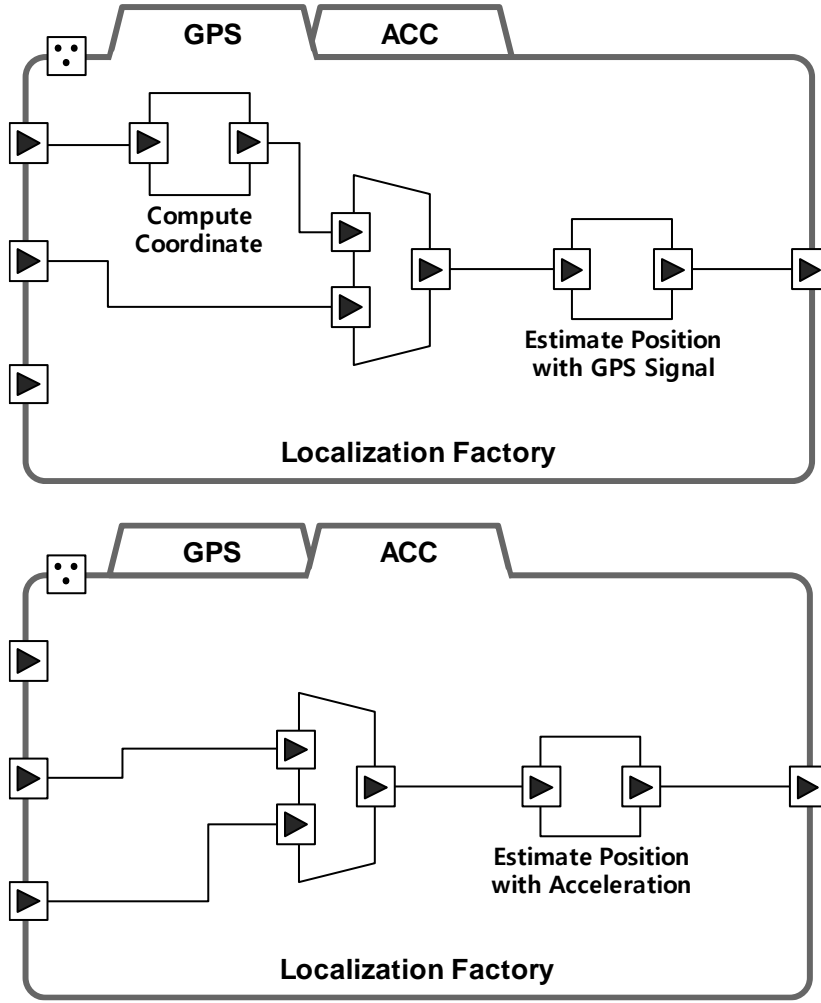 GPS
ACC
Compute
Coordinate
Estimate Position
with GPS Signal
Localization Factory
GPS
ACC
Estimate Position
with Acceleration
Localization Factory